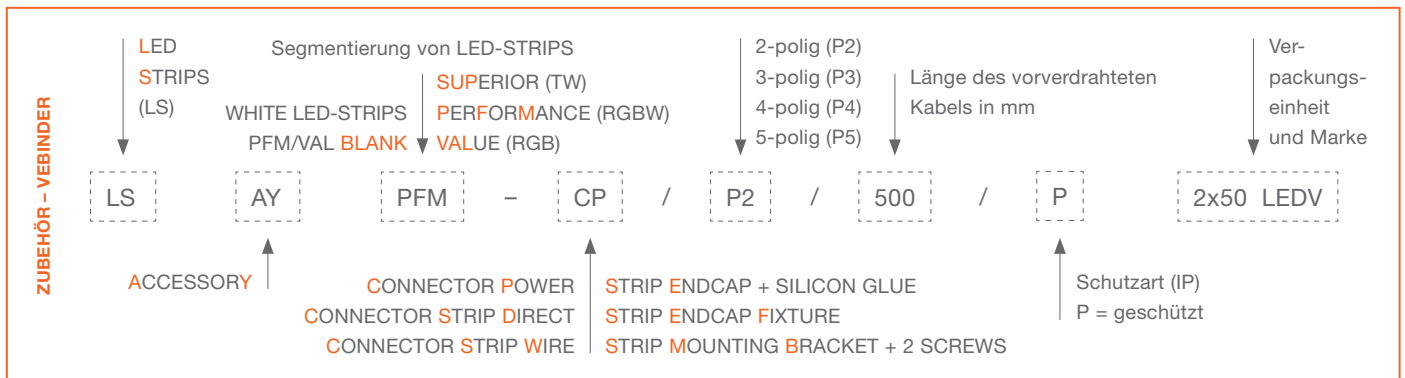 ZUBEHÖR – VEBINDER
LED
STRIPS
(LS)
Segmentierung von LED-STRIPS
WHITE LED-STRIPS
PFM/VAL BLANK
SUPERIOR (TW)
PERFORMANCE (RGBW)
VALUE (RGB)
2-polig (P2)
3-polig (P3)
4-polig (P4)
5-polig (P5)
Länge des vorverdrahteten
Kabels in mm
Ver-
packungs-
einheit
und Marke
LS AY PFM – CP / P2 / 500 / P 2x50 LEDV
ACCESSORY
CONNECTOR POWER
CONNECTOR STRIP DIRECT
CONNECTOR STRIP WIRE
STRIP ENDCAP + SILICON GLUE
STRIP ENDCAP FIXTURE
STRIP MOUNTING BRACKET + 2 SCREWS
Schutzart (IP)
P = geschützt